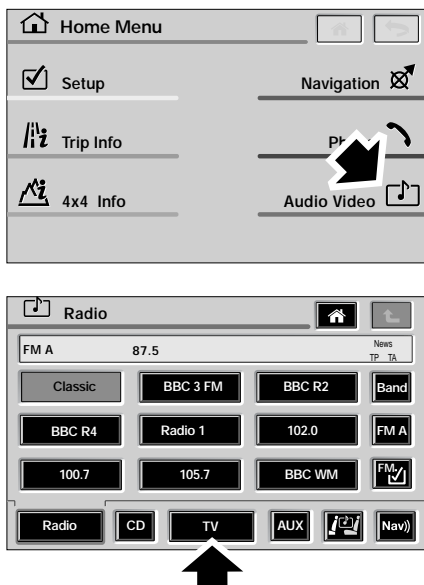 Home Menu
Setup
Navigation
Trip Info
4x4 Info
Audio Video
Radio
FM A 87.5 News
TP TA
Classic BBC 3 FM BBC R2 Band
BBC R4 Radio 1 102.0 FM A
100.7 105.7 BBC WM FM
Radio CD TV AUX Nav))